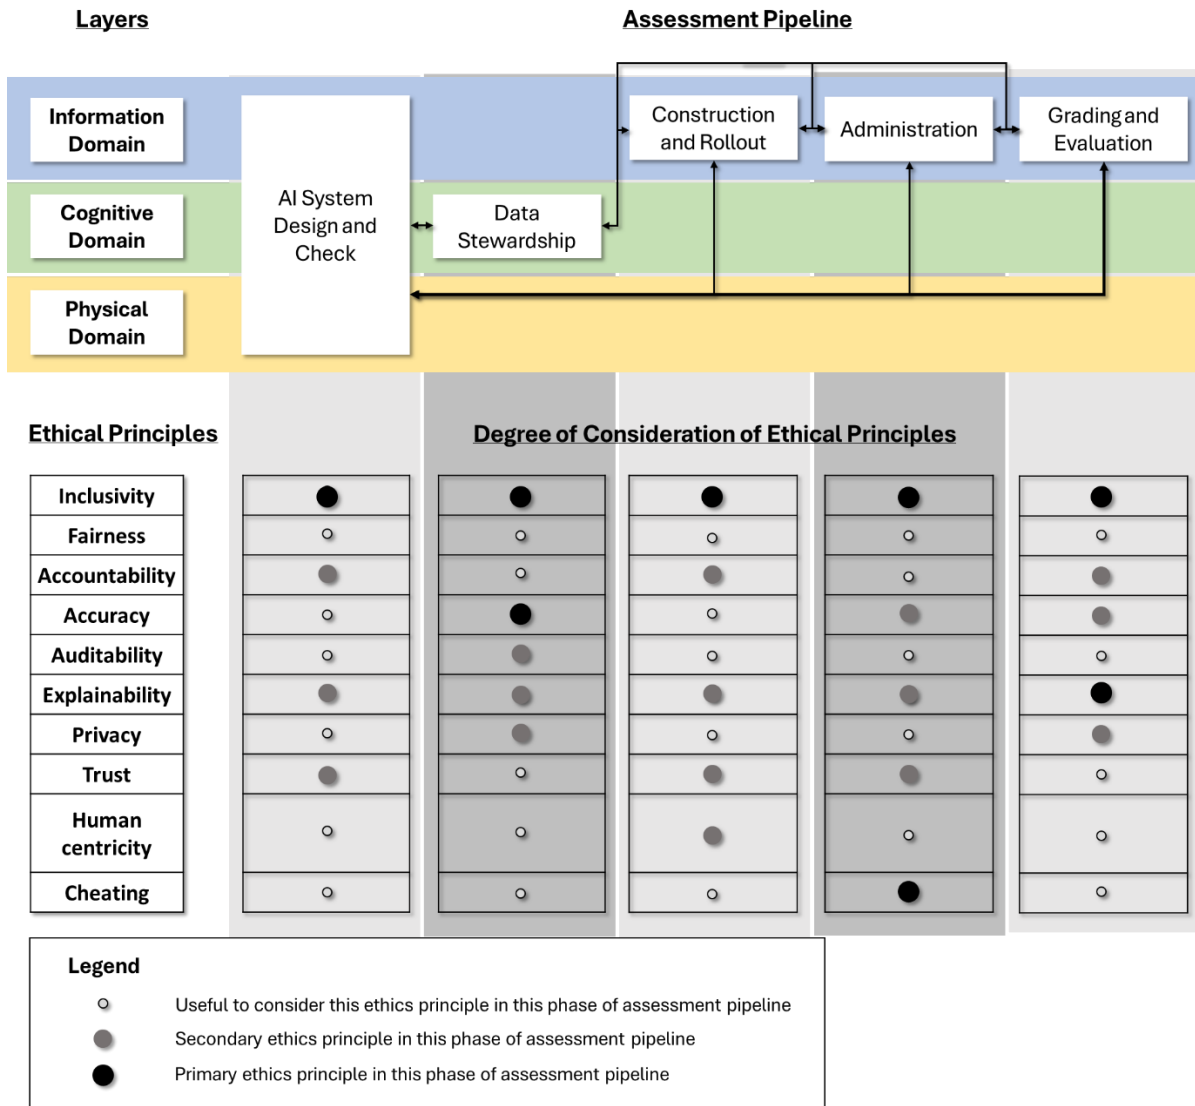 Layers
Assessment Pipeline
Information
Domain
Construction
and Rollout
Administration
Grading and
Evaluation
AI System
Design and
Check
Cognitive
Domain
Data
Stewardship
Physical
Domain
Ethical Principles
Degree of Consideration of Ethical Principles
Inclusivity
Fairness
Accountability
Accuracy
Auditability
Explainability
Privacy
Trust
Human
centricity
Cheating
Legend
Useful to consider this ethics principle in this phase of assessment pipeline
Secondary ethics principle in this phase of assessment pipeline
Primary ethics principle in this phase of assessment pipeline